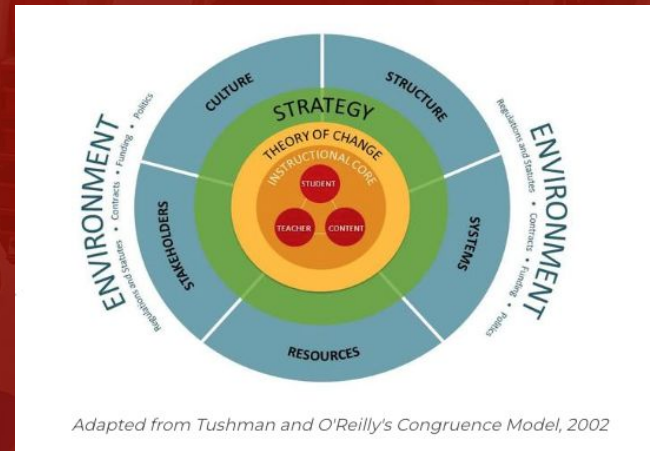 CULTURE
STRUCTURE
STRATEGY
THEORY OF CHANGE
INSTRUCTIONAL CORE
STUDENT
TEACHER
CONTENT
STAKEHOLDERS
SYSTEMS
RESOURCES
ENVIRONMENT
Regulations and Statutes • Contracts • Funding • Politics
ENVIRONMENT
Regulations and Statutes • Contracts • Funding • Politics
Adapted from Tushman and O'Reilly's Congruence Model, 2002